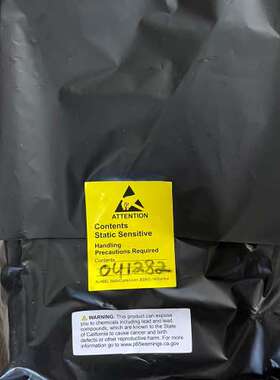 ATTENTION
Contents
Static Sensitive
Handling
Precautions Required
Contents
041282
WARNING: This product can expose
you to chemicals including lead and lead
compounds, which are known to the State
of California to cause cancer and birth
defects or other reproductive harm. For more
information go to www.p65warnings.ca.gov